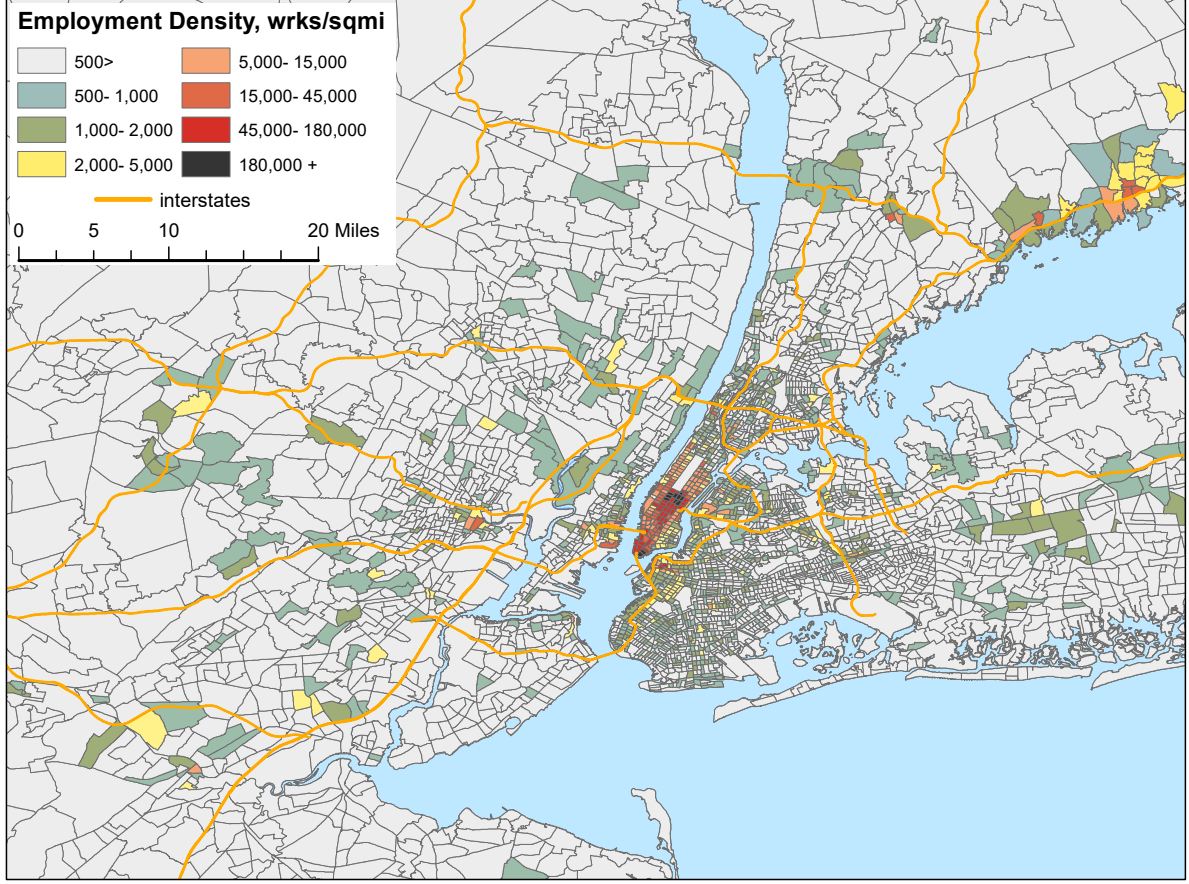 Employment Density, wrks/sqmi
500> 5,000- 15,000
500- 1,000 15,000- 45,000
1,000- 2,000 45,000- 180,000
2,000- 5,000 180,000 +
interstates
0 5 10 20 Miles